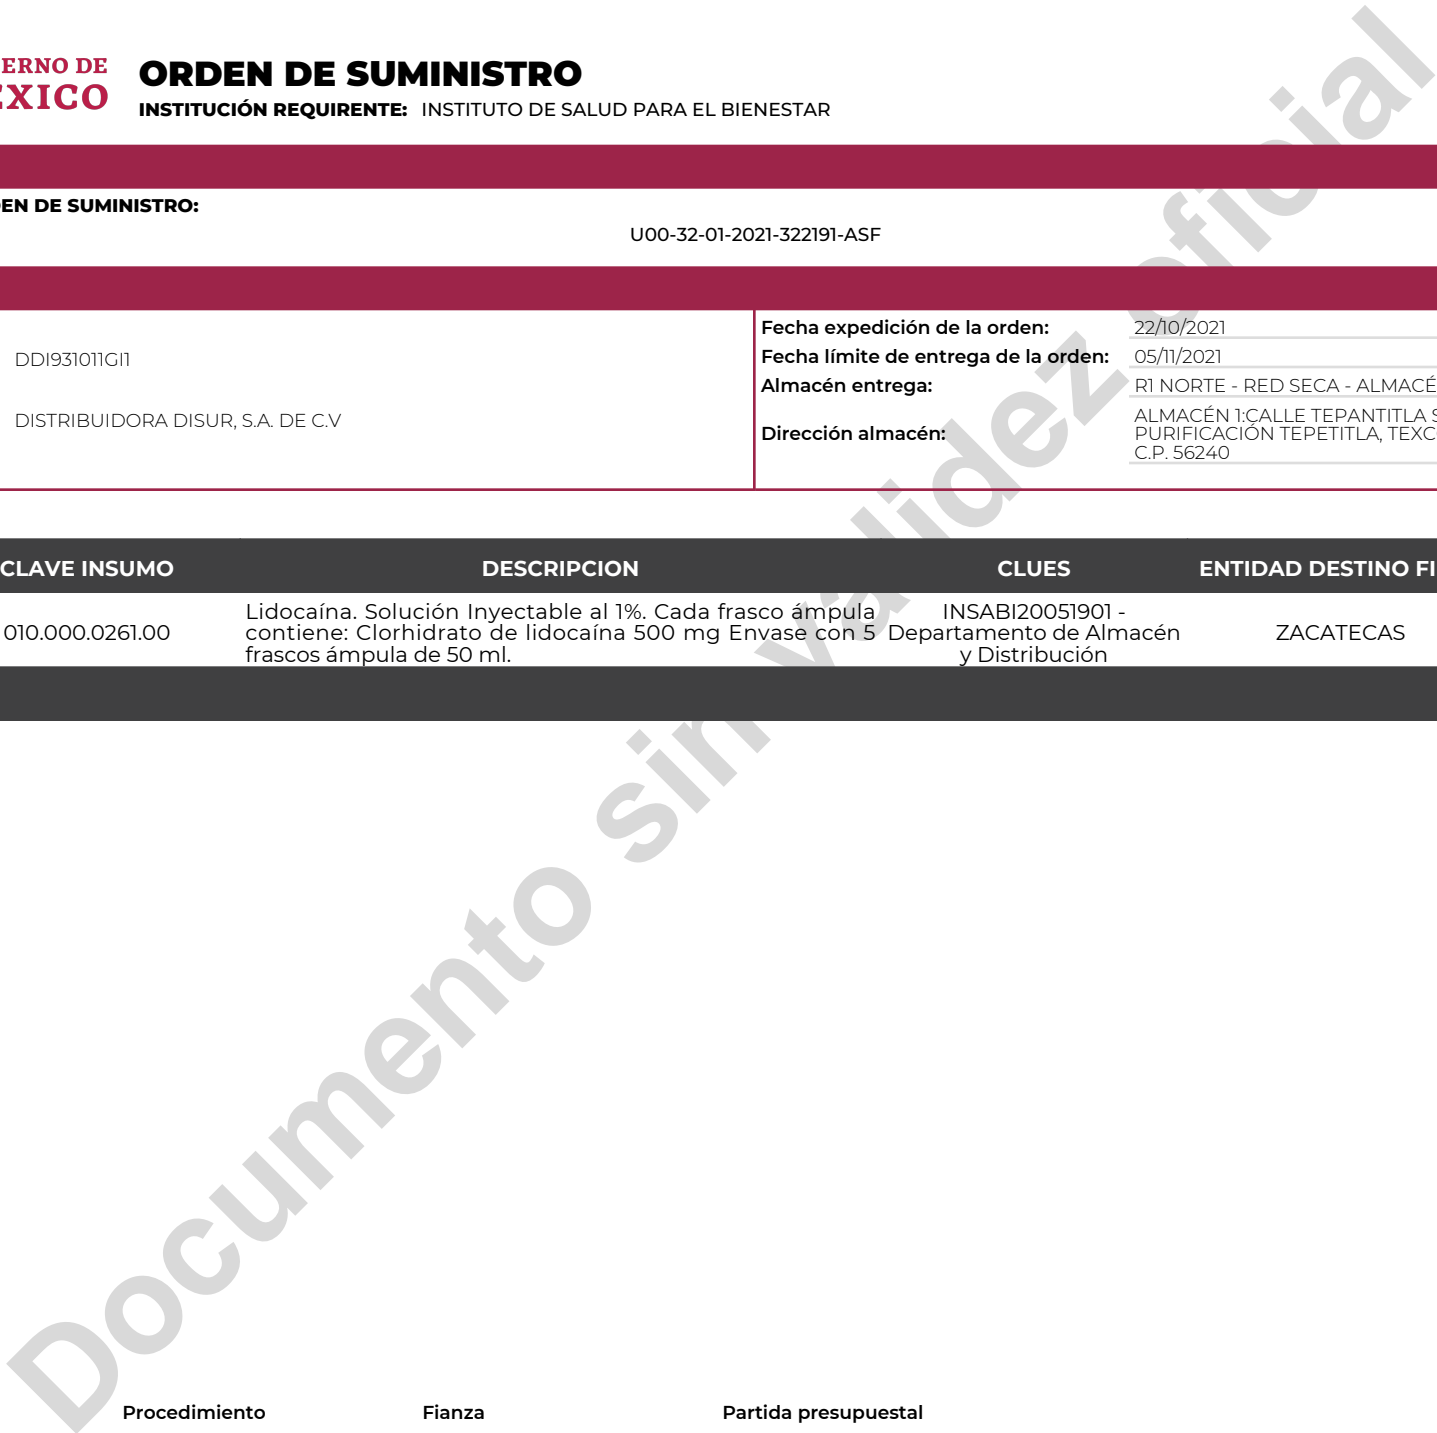 ERNO DE
EXICO
ORDEN DE SUMINISTRO
INSTITUCIÓN REQUIRENTE: INSTITUTO DE SALUD PARA EL BIENESTAR
EN DE SUMINISTRO:
U00-32-01-2021-322191-ASF
DDI931011GI1
DISTRIBUIDORA DISUR, S.A. DE C.V
Fecha expedición de la orden: 22/10/2021
Fecha límite de entrega de la orden: 05/11/2021
Almacén entrega: R1 NORTE - RED SECA - ALMACÉ
Dirección almacén:
ALMACÉN 1:CALLE TEPANTITLA S
PURIFICACIÓN TEPETITLA, TEXC
C.P. 56240
CLAVE INSUMO DESCRIPCION CLUES ENTIDAD DESTINO FI
010.000.0261.00
Lidocaína. Solución Inyectable al 1%. Cada frasco ámpula
contiene: Clorhidrato de lidocaína 500 mg Envase con 5
frascos ámpula de 50 ml.
INSABI20051901 -
Departamento de Almacén
y Distribución
ZACATECAS
Documento sin validez oficial
Procedimiento Fianza Partida presupuestal